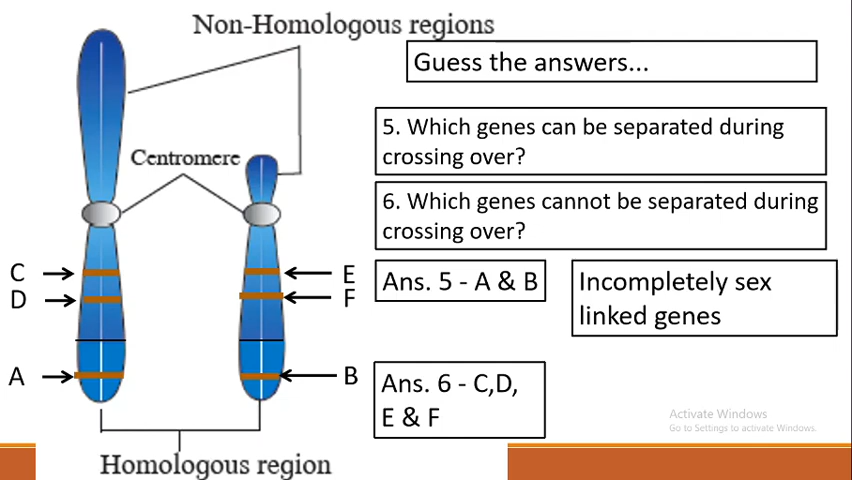 Non-Homologous regions
Guess the answers...
5. Which genes can be separated during
crossing over?
Centromere
6. Which genes cannot be separated during
crossing over?
C
D
E
F
Ans. 5 - A & B
Incompletely sex
linked genes
A
B
Ans. 6 - C,D,
E & F
Activate Windows
Go to Settings to activate Windows.
Homologous region